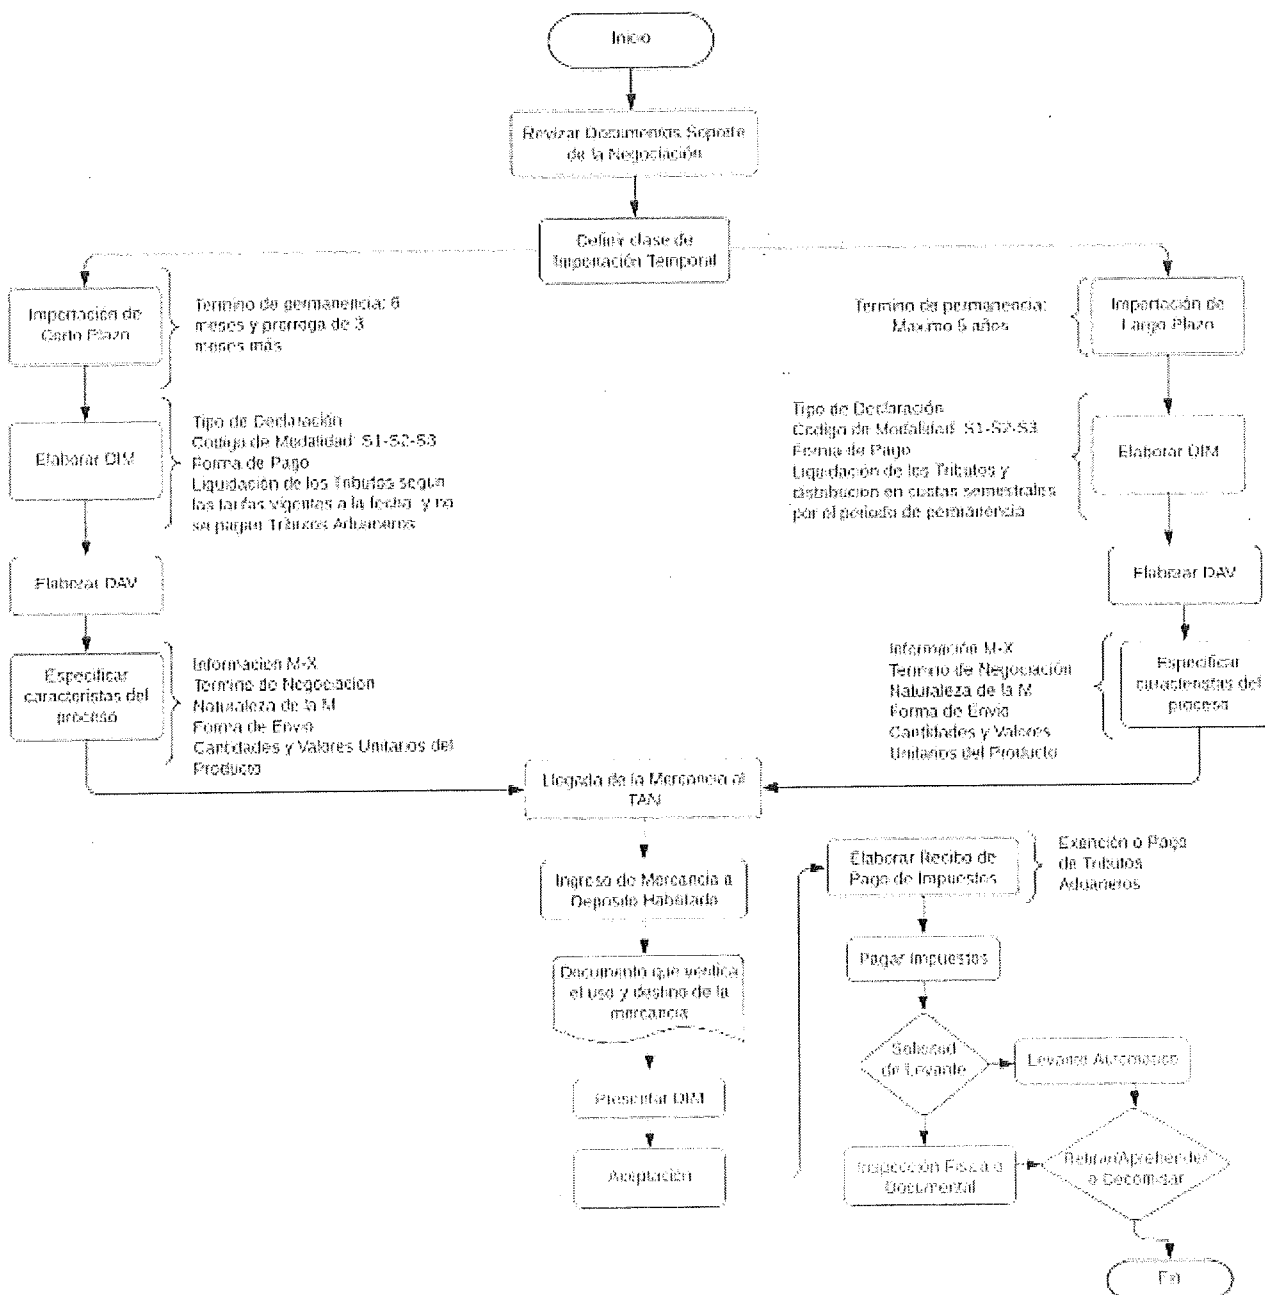 Inicio
Revizar Documentos Soporte
de la Negociación
Definir clase de
Importación Temporal
Importación de
Corto Plazo
Termino de permanencia: 6
meses y prorroga de 3
meses más
Termino de permanencia:
Maximo 5 años
Importación de
Largo Plazo
Elaborar DIM
Tipo de Declaración
Codigo de Modalidad: S1-S2-S3
Forma de Pago
Liquidación de los Tributos segun
las tarifas vigentes a la fecha y no
se pagan Tributos Aduaneros
Tipo de Declaración
Codigo de Modalidad: S1-S2-S3
Forma de Pago
Liquidación de los Tributos y
distribucion en cuotas semestrales
por el periodo de permanencia
Elaborar DIM
Elaborar DAV
Elaborar DAV
Especificar
caracteristas del
proceso
Informacion M-X
Termino de Negociacion
Naturaleza de la M
Forma de Envio
Cantidades y Valores Unitarios del
Producto
Información M-X
Termino de Negociación
Naturaleza de la M
Forma de Envio
Cantidades y Valores
Unitarios del Producto
Especificar
caracteristas del
proceso
Llegada de la Mercancia al
TAN
Ingreso de Mercancia a
Deposito Habilitado
Documento que verifica
el uso y destino de la
mercancia
Presentar DIM
Aceptación
Elaborar Recibo de
Pago de Impuestos
Exención o Pago
de Tributos
Aduaneros
Pagar Impuestos
Solicitud
de Levante
Levante Automatico
Inspección Fisica o
Documental
Retirar/Aprehender
o Decomisar
Fin